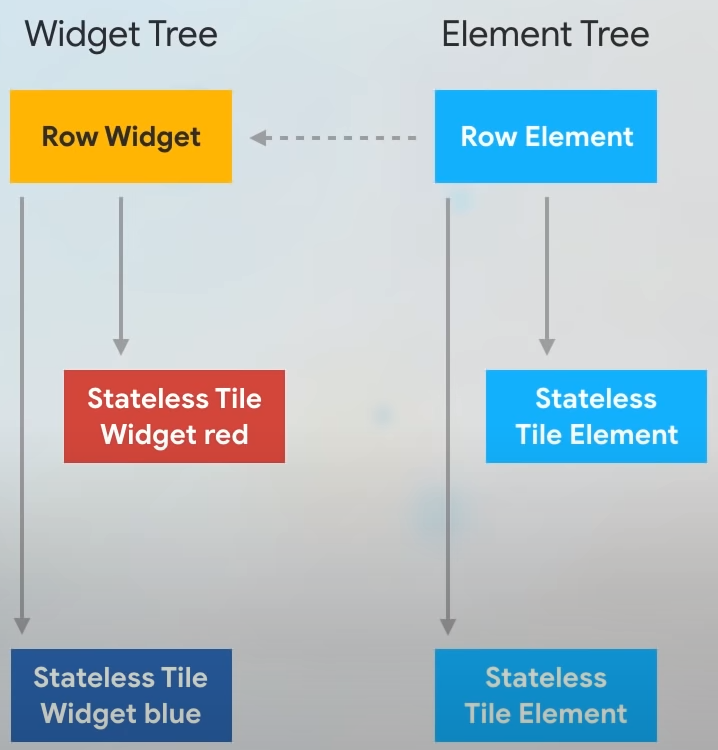 Widget Tree
Element Tree
Row Widget
Row Element
Stateless Tile
Widget red
Stateless
Tile Element
Stateless Tile
Widget blue
Stateless
Tile Element